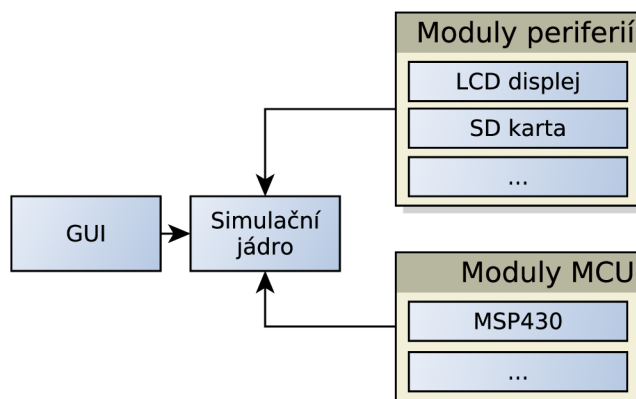 Moduly periferií
LCD displej
SD karta
...
GUI
Simulační
jádro
Moduly MCU
MSP430
...